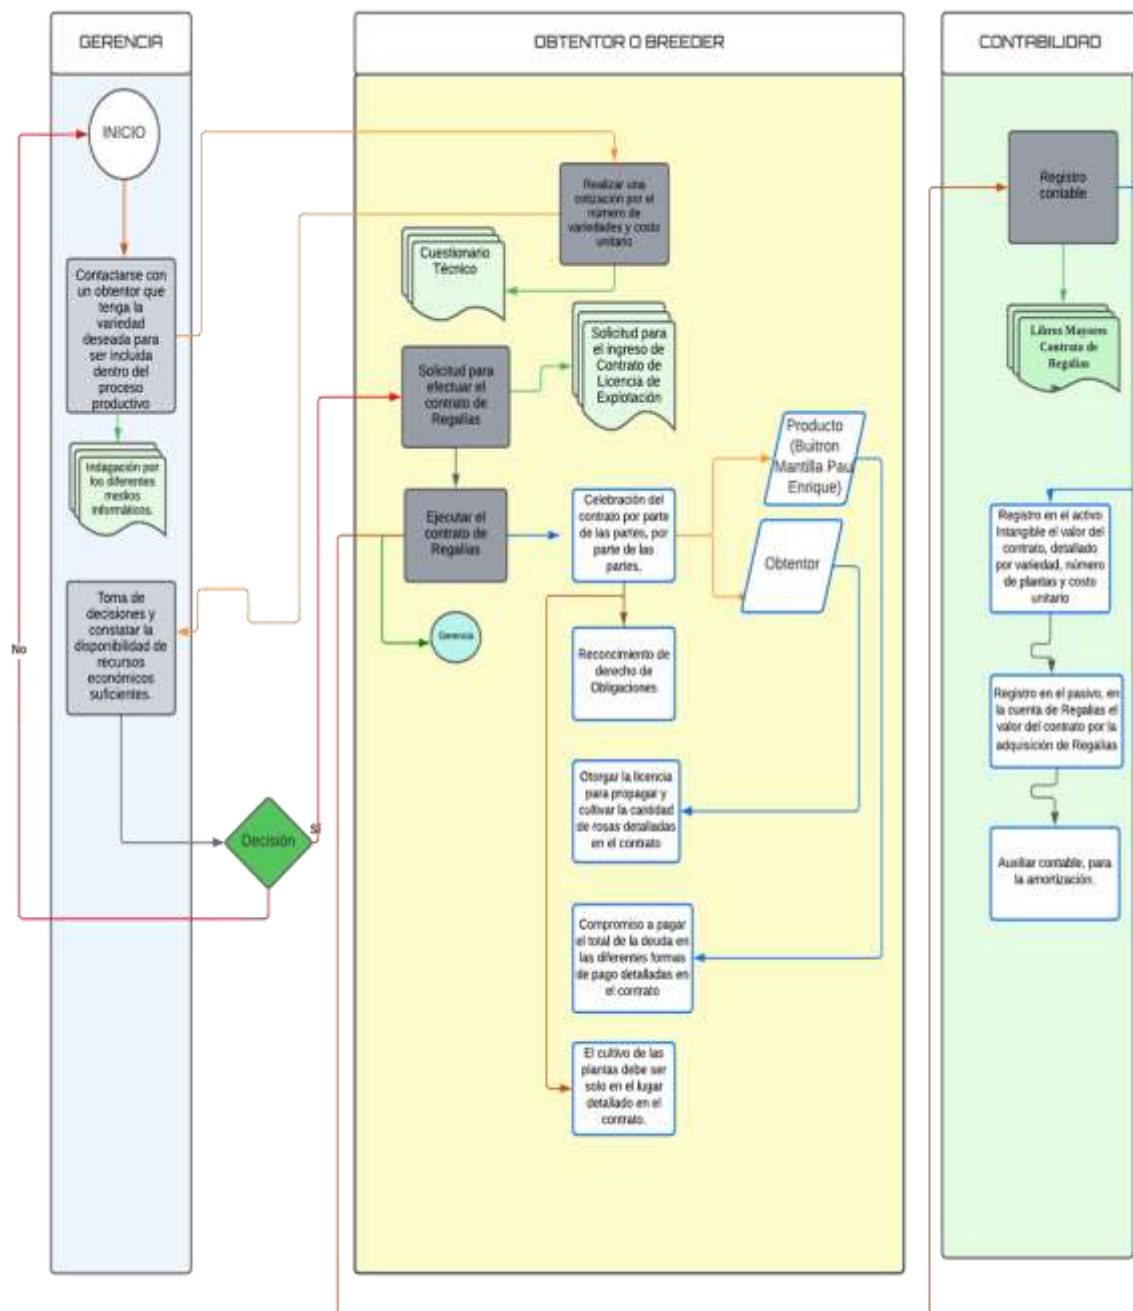 GERENCIA
INICIO
Contactarse con
un obtentor que
tenga la
variedad
deseada para
ser incluida
dentro del
proceso
productivo
Indagación por
los diferentes
medios
informáticos.
Toma de
decisiones y
constatar la
disponibilidad de
recursos
económicos
suficientes.
No
Decisión
Si
OBTENTOR O BREEDER
Realizar una
cotización por el
número de
variedades y costo
unitario
Cuestionario
Técnico
Solicitud para
el ingreso de
Contrato de
Licencia de
Explotación
Solicitud para
efectuar el
contrato de
Regalías
Ejecutar el
contrato de
Regalías
Gerencia
Celebración del
contrato por parte
de las partes, por
parte de las
partes.
Producto
(Buitron
Mantilla Pau
Enrique)
Obtentor
Reconcimiento de
derecho de
Obligaciones
Otorgar la licencia
para propagar y
cultivar la cantidad
de rosas detalladas
en el contrato
Compromiso a pagar
el total de la deuda en
las diferentes formas
de pago detalladas en
el contrato
El cultivo de las
plantas debe ser
solo en el lugar
detallado en el
contrato.
CONTABILIDAD
Registro
contable
Libros Mayores
Contrato de
Regalías
Registro en el activo
Intangible el valor del
contrato, detallado
por variedad, número
de plantas y costo
unitario
Registro en el pasivo, en
la cuenta de Regalias el
valor del contrato por la
adquisición de Regalías
Auxiliar contable, para
la amortización.